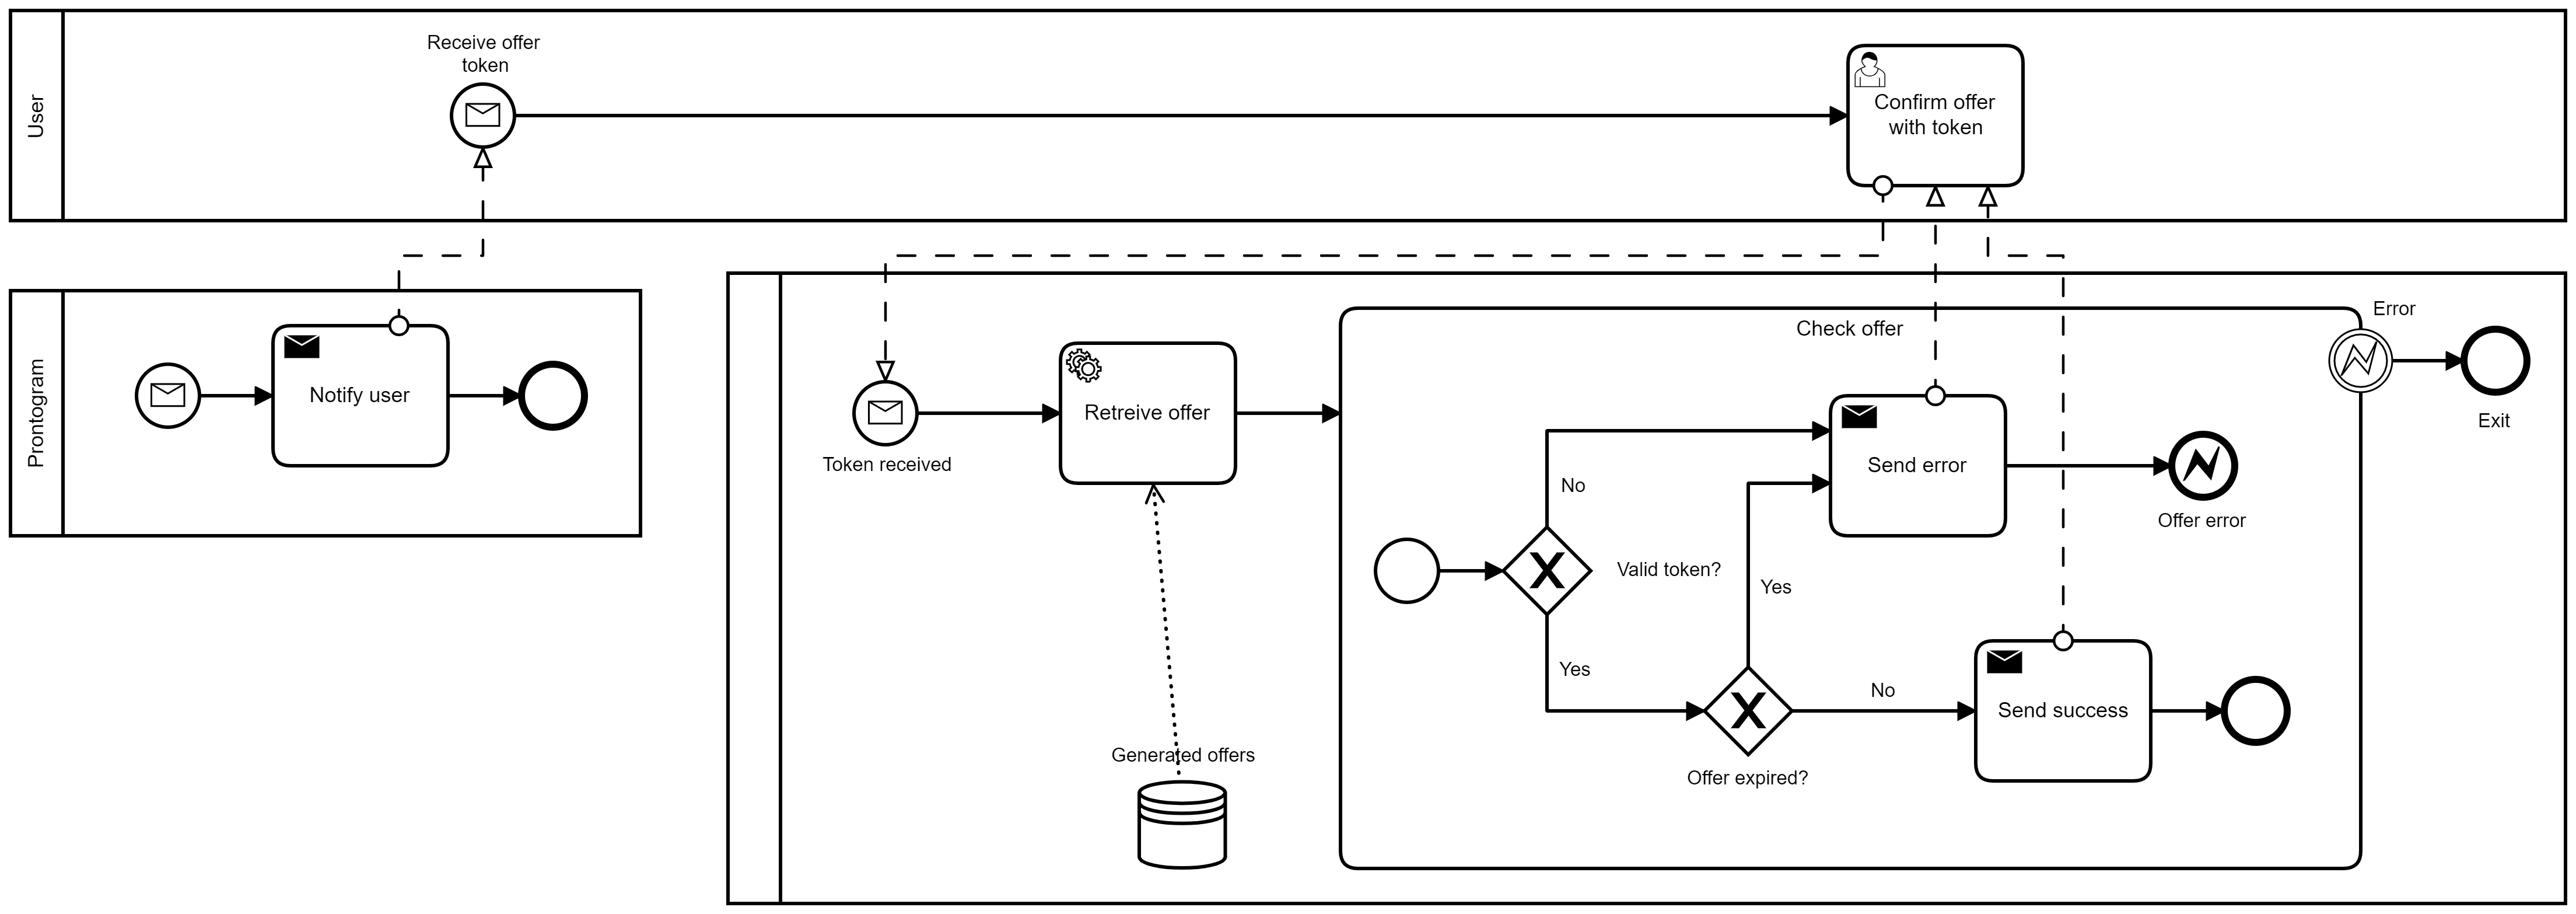 User
Receive offer
token
Confirm offer
with token
Prontogram
Notify user
Token received
Retreive offer
Generated offers
Check offer
Valid token?
No
Yes
Offer expired?
Yes
No
Send error
Offer error
Send success
Error
Exit